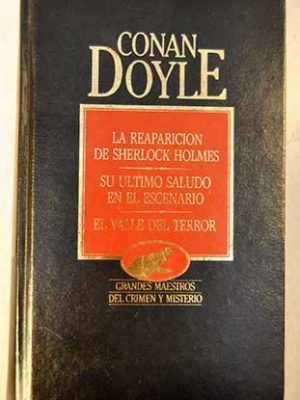 CONAN
DOYLE
LA REAPARICION
DE SHERLOCK HOLMES
SU ULTIMO SALUDO
EN EL ESCENARIO
EL VALLE DEL TERROR
GRANDES MAESTROS
DEL CRIMEN Y MISTERIO